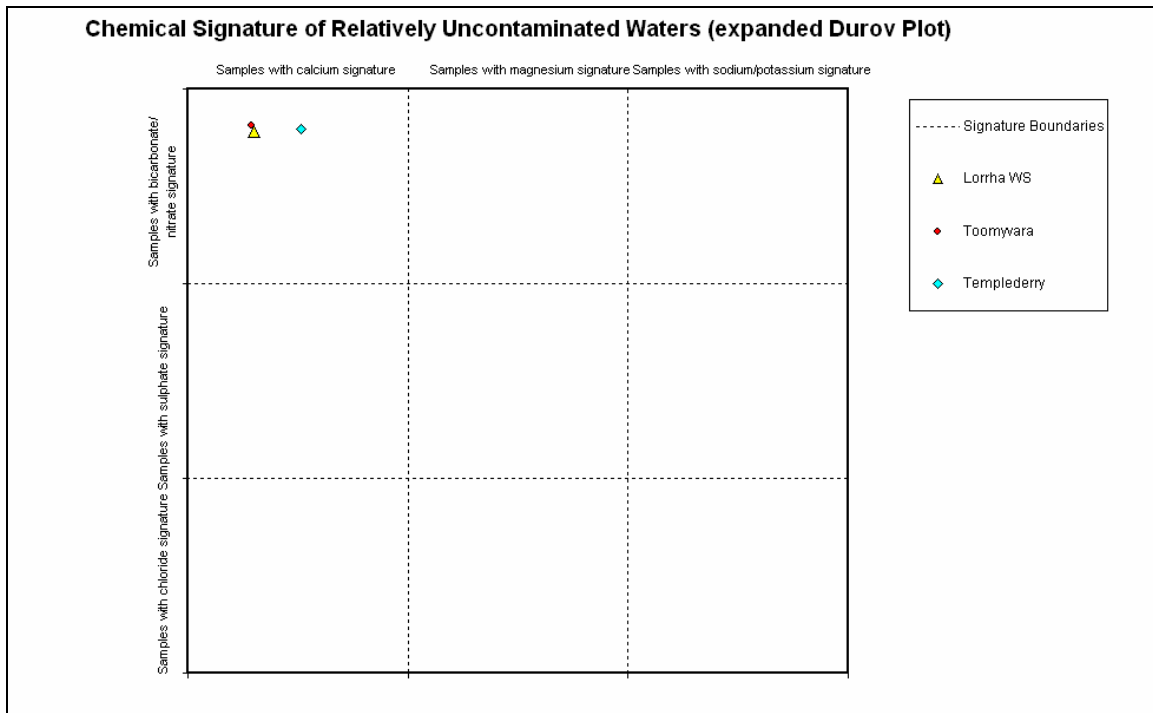 Chemical Signature of Relatively Uncontaminated Waters (expanded Durov Plot)
Samples with calcium signature
Samples with magnesium signature
Samples with sodium/potassium signature
Samples with bicarbonate/
nitrate signature
Samples with sulphate signature
Samples with chloride signature
Signature Boundaries
Lorrha WS
Toomyvara
Templederry